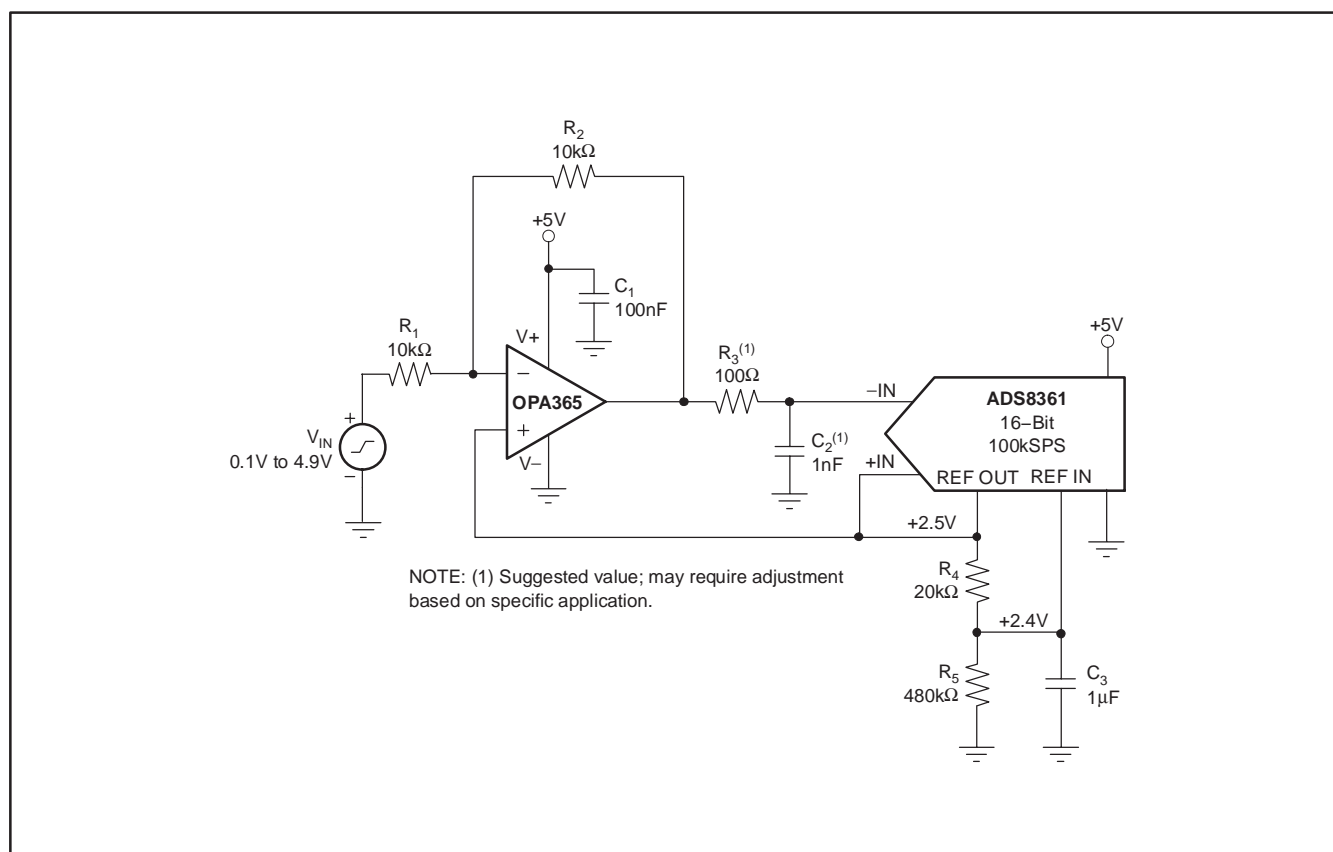 R2
10kΩ
+5V
C1
100nF
R1
10kΩ
V+
−
OPA365
+
V−
+
VIN
0.1V to 4.9V
−
R3(1)
100Ω
C2(1)
1nF
+5V
−IN
ADS8361
16−Bit
100kSPS
+IN
REF OUT REF IN
+2.5V
R4
20kΩ
+2.4V
R5
480kΩ
C3
1μF
NOTE: (1) Suggested value; may require adjustment
based on specific application.